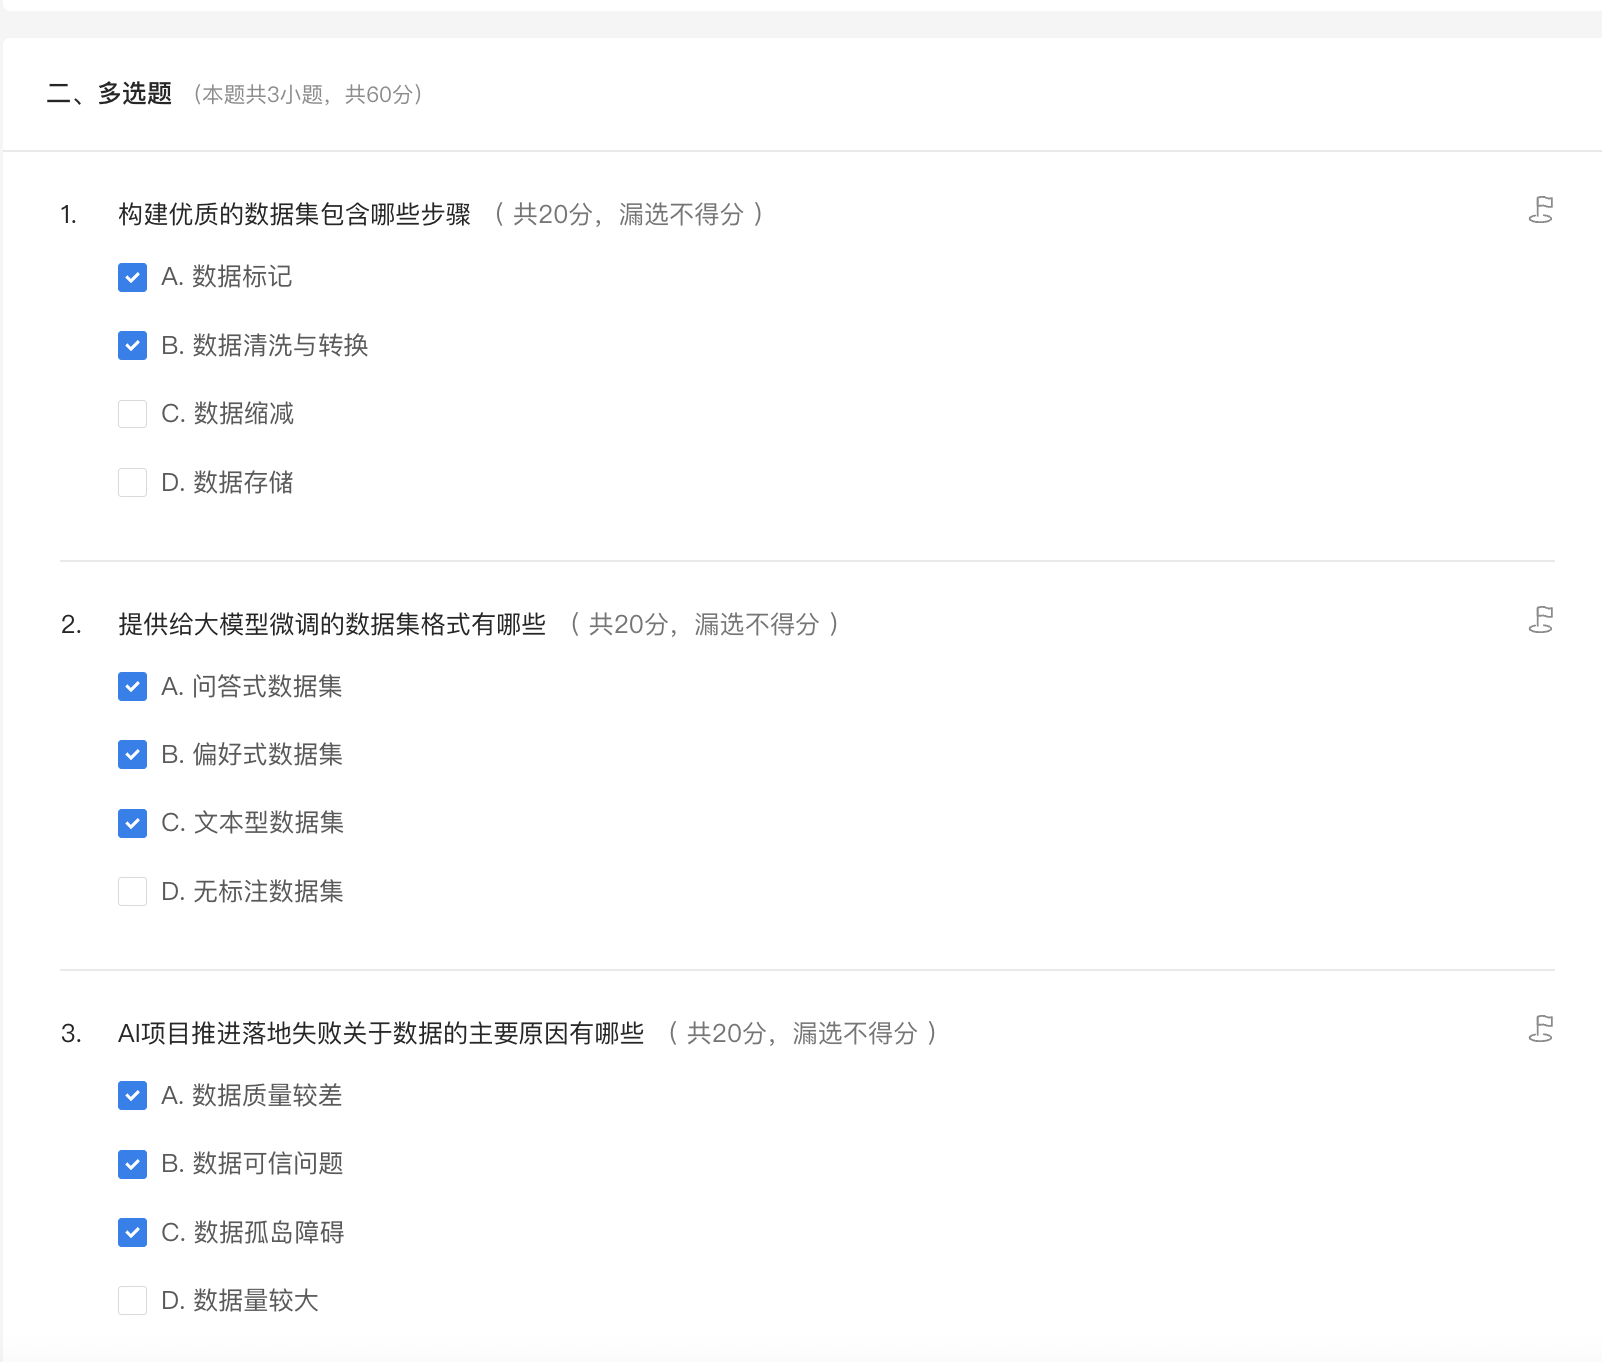 二、多选题 （本题共3小题，共60分）
1. 构建优质的数据集包含哪些步骤 （ 共20分，漏选不得分 ）
A. 数据标记
B. 数据清洗与转换
C. 数据缩减
D. 数据存储
2. 提供给大模型微调的数据集格式有哪些 （ 共20分，漏选不得分 ）
A. 问答式数据集
B. 偏好式数据集
C. 文本型数据集
D. 无标注数据集
3. AI项目推进落地失败关于数据的主要原因有哪些 （ 共20分，漏选不得分 ）
A. 数据质量较差
B. 数据可信问题
C. 数据孤岛障碍
D. 数据量较大